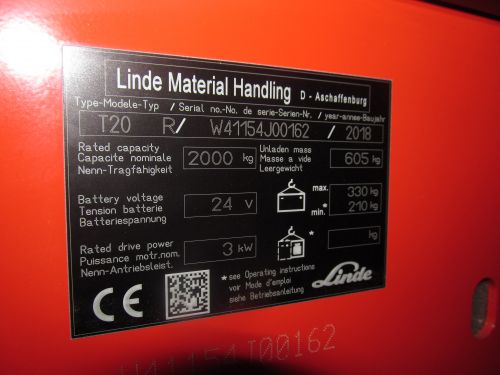 Linde Material Handling D - Aschaffenburg
Type-Modele-Typ / Serial no.-No. de serie-Serien-Nr. / year-annee-Baujahr
T20 R/ W41154J00162 / 2018
Rated capacity
Capacite nominale
Nenn-Tragfähigkeit
2000 kg
Unladen mass
Masse a vide
Leergewicht
605 kg
Battery voltage
Tension batterie
Batteriespannung
24 V
max. 330 kg
min.* 210 kg
Rated drive power
Puissance motr.nom.
Nenn-Antriebsleist.
3 kW
* kg
*see Operating instructions
voir Mode d'emploi
siehe Betriebsanleitung
CE
Linde
W41154J00162